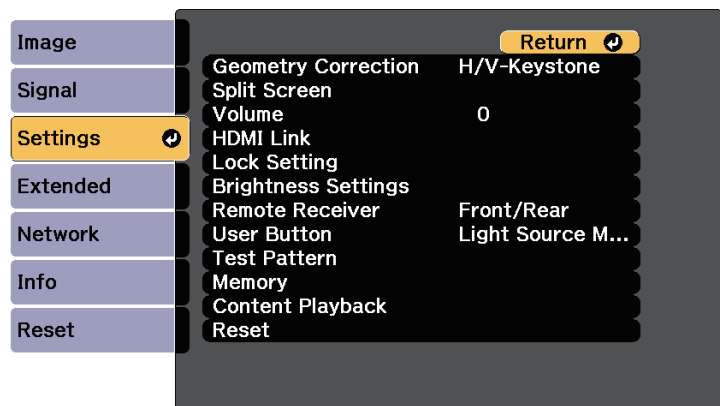 Image
Signal
Settings
Extended
Network
Info
Reset
Return
Geometry Correction H/V-Keystone
Split Screen
Volume 0
HDMI Link
Lock Setting
Brightness Settings
Remote Receiver Front/Rear
User Button Light Source M...
Test Pattern
Memory
Content Playback
Reset